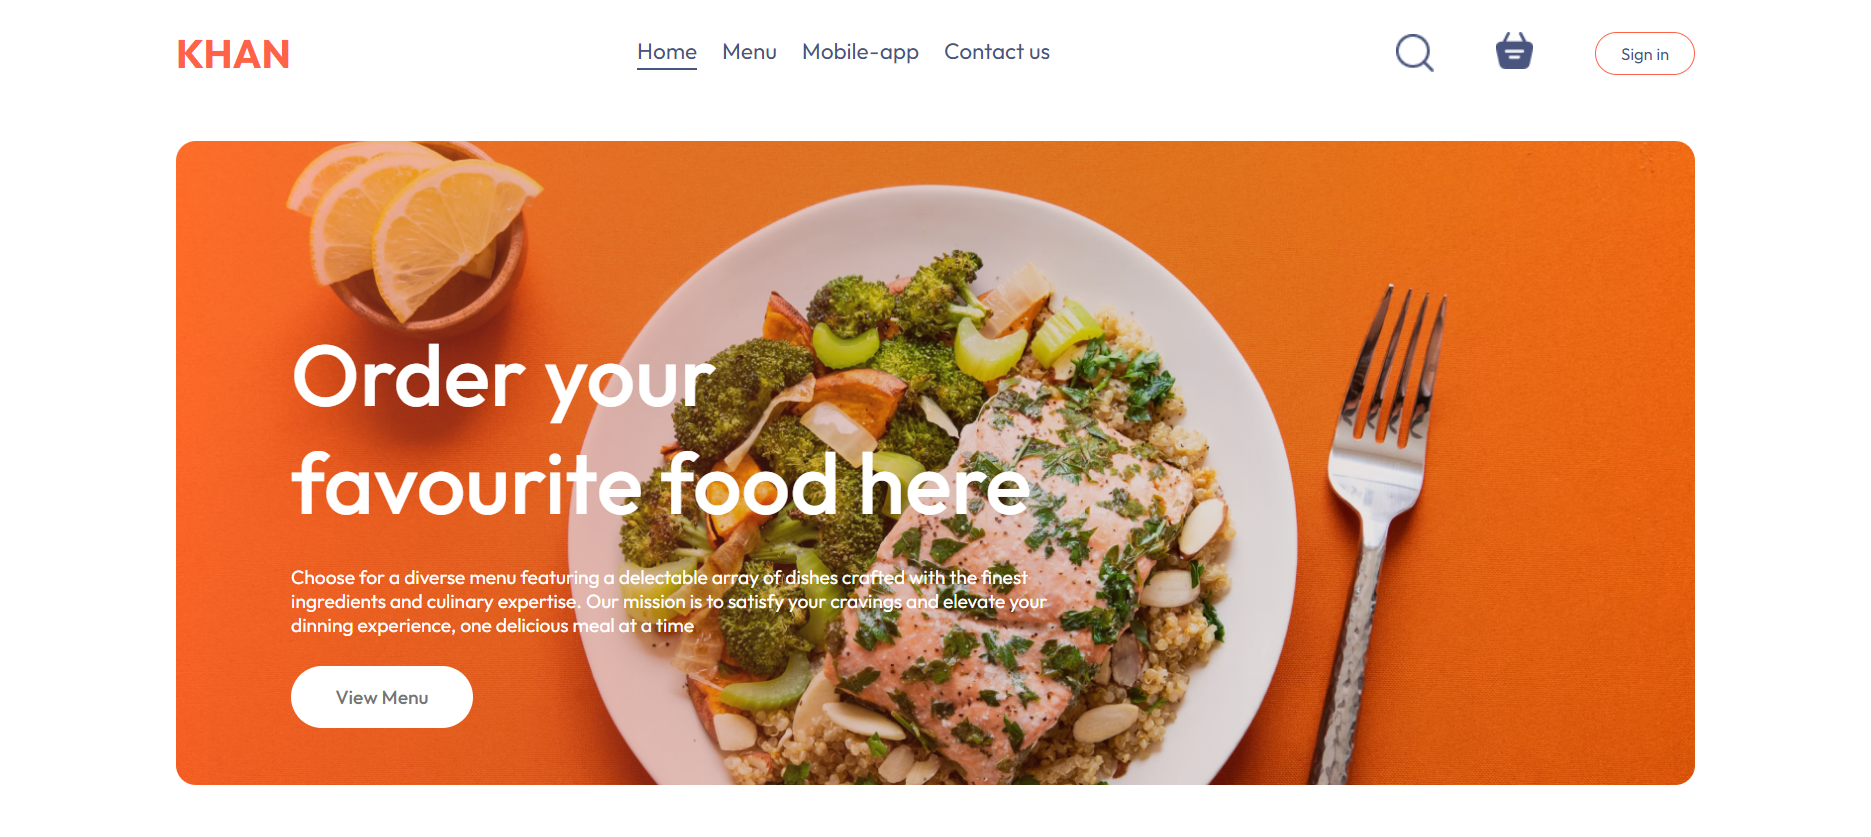 KHAN
Home Menu Mobile-app Contact us
Sign in
Order your
favourite food here
Choose for a diverse menu featuring a delectable array of dishes crafted with the finest
ingredients and culinary expertise. Our mission is to satisfy your cravings and elevate your
dinning experience, one delicious meal at a time
View Menu